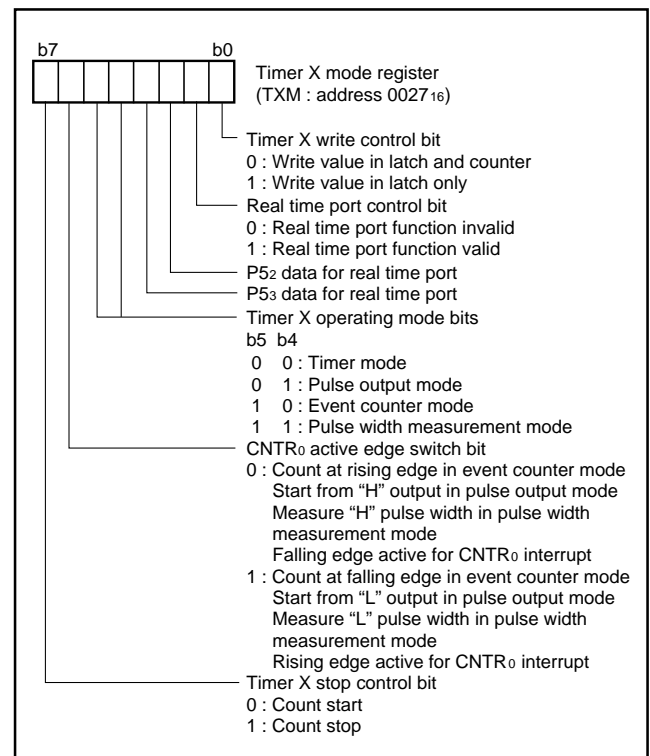 b7 b0
Timer X mode register
(TXM : address 002716)
Timer X write control bit
0 : Write value in latch and counter
1 : Write value in latch only
Real time port control bit
0 : Real time port function invalid
1 : Real time port function valid
P52 data for real time port
P53 data for real time port
Timer X operating mode bits
b5 b4
0 0 : Timer mode
0 1 : Pulse output mode
1 0 : Event counter mode
1 1 : Pulse width measurement mode
CNTR0 active edge switch bit
0 : Count at rising edge in event counter mode
Start from “H” output in pulse output mode
Measure “H” pulse width in pulse width
measurement mode
Falling edge active for CNTR0 interrupt
1 : Count at falling edge in event counter mode
Start from “L” output in pulse output mode
Measure “L” pulse width in pulse width
measurement mode
Rising edge active for CNTR0 interrupt
Timer X stop control bit
0 : Count start
1 : Count stop